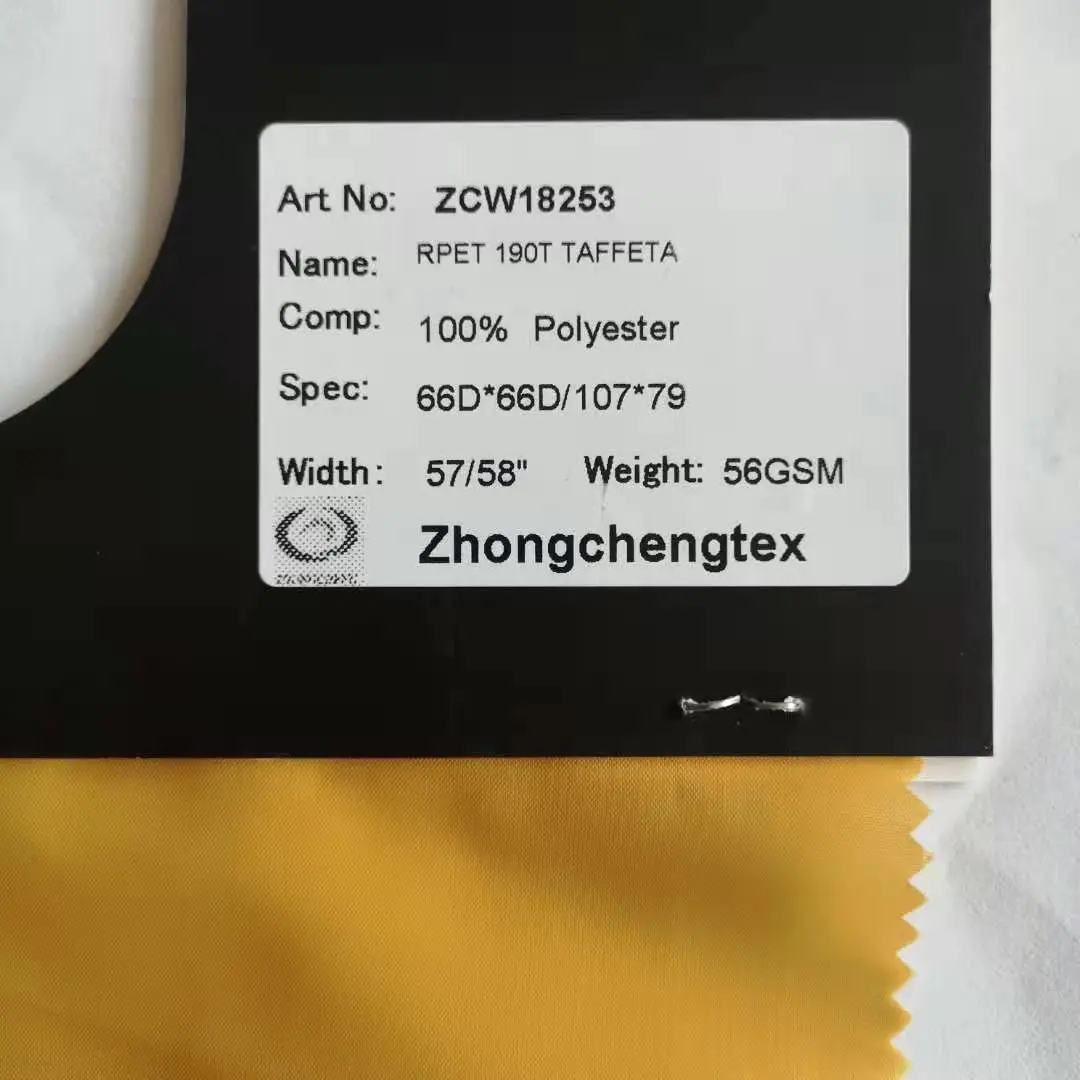 Art No: ZCW18253
Name: RPET 190T TAFFETA
Comp: 100% Polyester
Spec: 66D*66D/107*79
Width: 57/58" Weight: 56GSM
Zhongchengtex